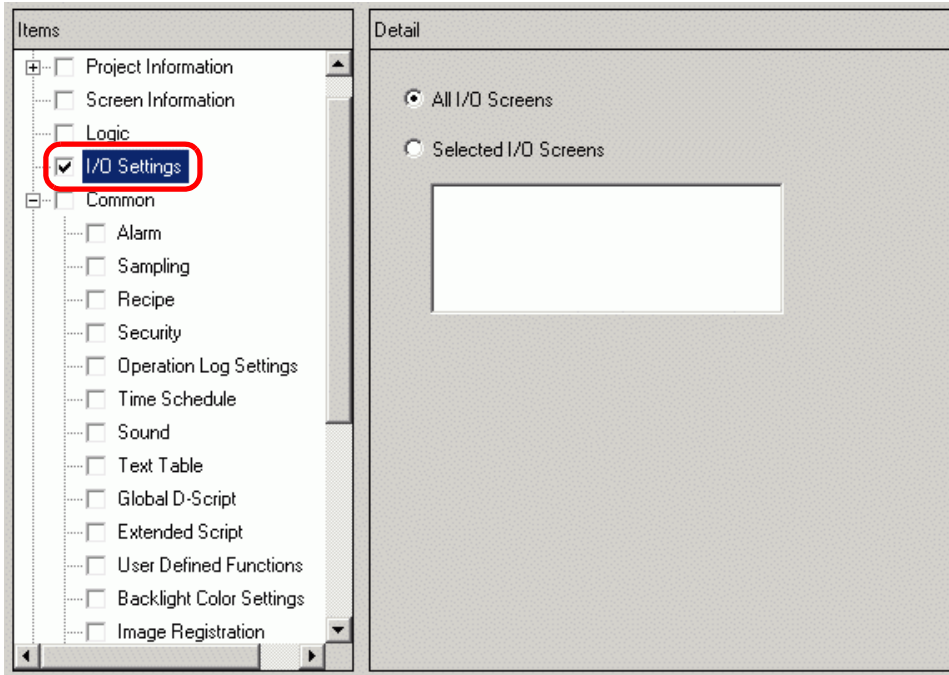 Items
Project Information
Screen Information
Logic
I/O Settings
Common
Alarm
Sampling
Recipe
Security
Operation Log Settings
Time Schedule
Sound
Text Table
Global D-Script
Extended Script
User Defined Functions
Backlight Color Settings
Image Registration
Detail
All I/O Screens
Selected I/O Screens